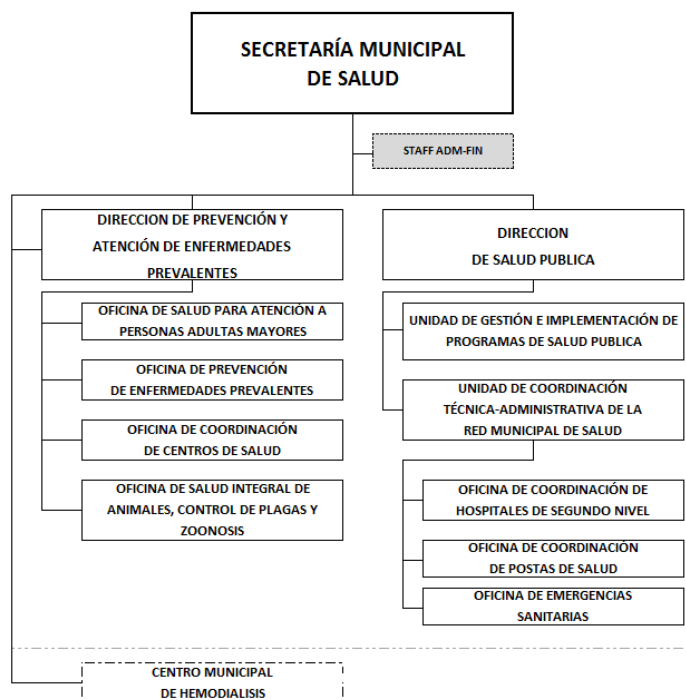 SECRETARÍA MUNICIPAL
DE SALUD
STAFF ADM-FIN
DIRECCION DE PREVENCIÓN Y
ATENCIÓN DE ENFERMEDADES
PREVALENTES
OFICINA DE SALUD PARA ATENCIÓN A
PERSONAS ADULTAS MAYORES
OFICINA DE PREVENCIÓN
DE ENFERMEDADES PREVALENTES
OFICINA DE COORDINACIÓN
DE CENTROS DE SALUD
OFICINA DE SALUD INTEGRAL DE
ANIMALES, CONTROL DE PLAGAS Y
ZOONOSIS
DIRECCION
DE SALUD PUBLICA
UNIDAD DE GESTIÓN E IMPLEMENTACIÓN DE
PROGRAMAS DE SALUD PUBLICA
UNIDAD DE COORDINACIÓN
TÉCNICA-ADMINISTRATIVA DE LA
RED MUNICIPAL DE SALUD
OFICINA DE COORDINACIÓN DE
HOSPITALES DE SEGUNDO NIVEL
OFICINA DE COORDINACIÓN
DE POSTAS DE SALUD
OFICINA DE EMERGENCIAS
SANITARIAS
CENTRO MUNICIPAL
DE HEMODIALISIS